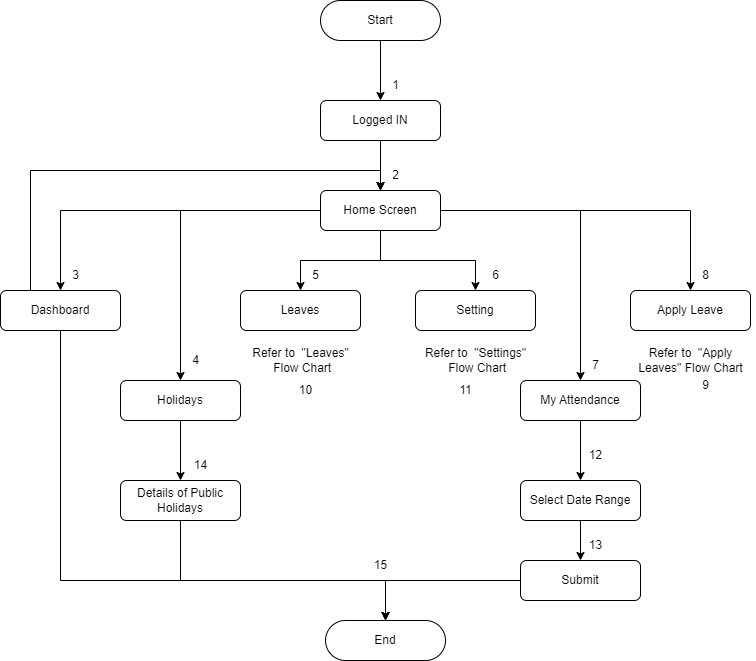 Start
1
Logged IN
2
Home Screen
3
5
6
8
Dashboard
Leaves
Setting
Apply Leave
Refer to "Leaves"
Flow Chart
10
Refer to "Settings"
Flow Chart
11
Refer to "Apply
Leaves" Flow Chart
9
4
7
Holidays
My Attendance
14
12
Details of Public
Holidays
Select Date Range
13
15
Submit
End